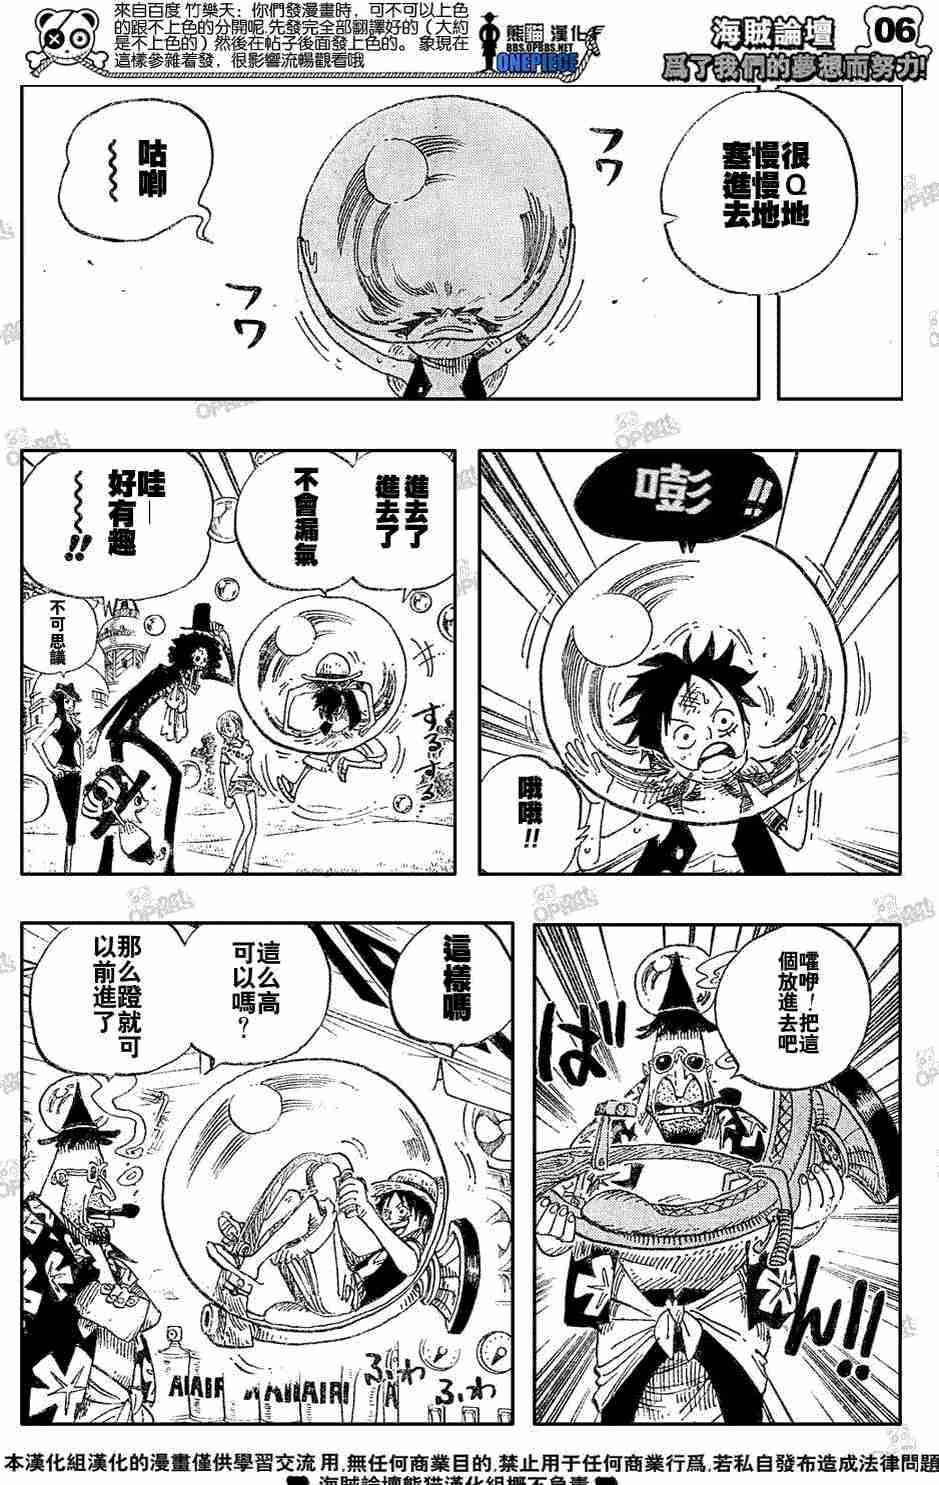 來自百度 竹樂天：你們發漫畫時，可不可以上色
的跟不上色的分開呢.先發完全部翻譯好的（大約
是不上色的）然後在帖子後面發上色的。 象現在
這樣參雜着發，很影響流暢觀看哦
熊貓 漢化
BBS.OPBBS.NET
ONEPIECE
海賊論壇
爲了我們的夢想而努力!
06
很Q地
慢慢地
塞進去
フワ
咕唧
～～
フワ
嘭!!
哦
哦!!
進去了
進去了
不會漏氣
哇—
好有趣
～～!!
不可思議
するするっ
嚯咿！把這
個放進去吧
ばん!!
這樣嗎
這么高
可以嗎？
那么蹬就可
以前進了
AIR
ふわ
ふわ
本漢化組漢化的漫畫僅供學習交流用,無任何商業目的,禁止用于任何商業行爲,若私自發布造成法律問題
海賊論壇熊猫漢化組概不負責